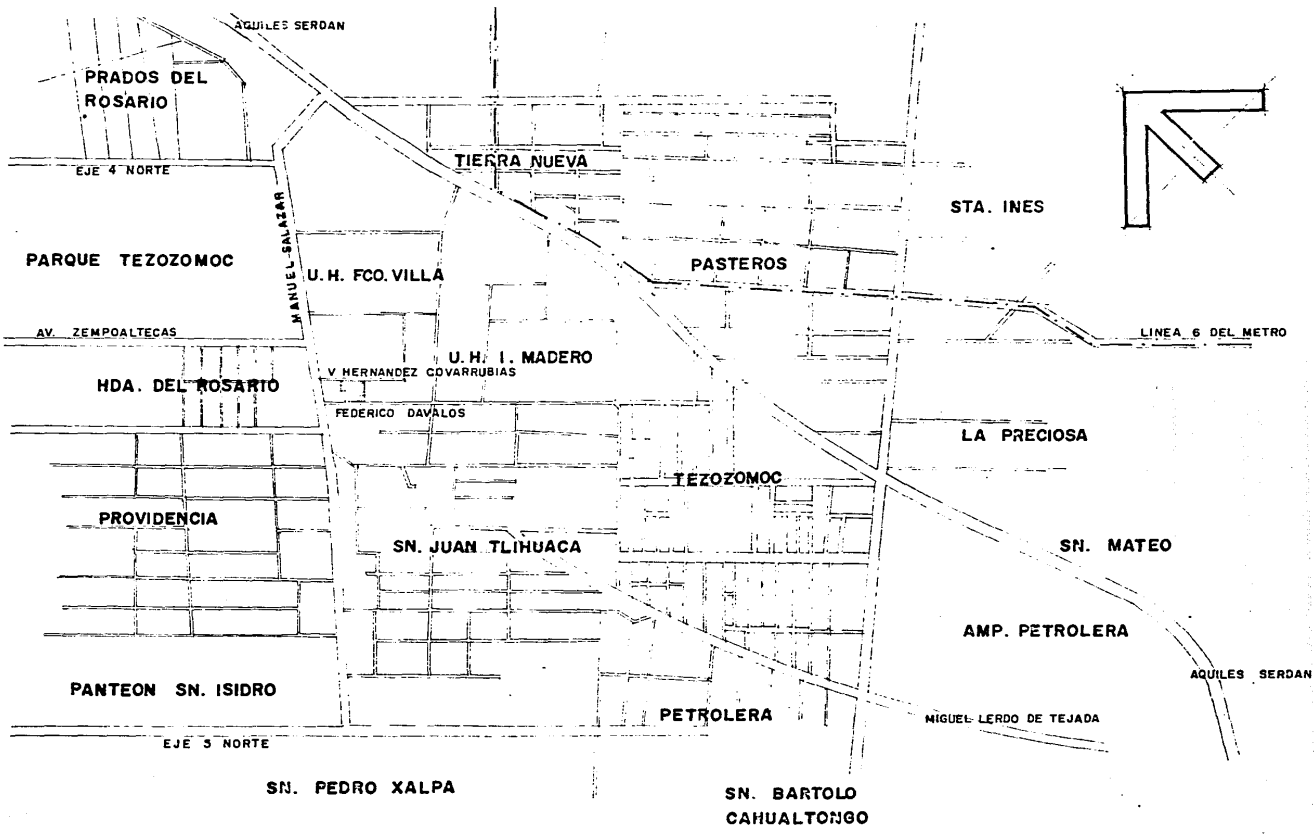 AQUILES SERDAN
PRADOS DEL
ROSARIO
TIERRA NUEVA
EJE 4 NORTE
STA. INES
MANUEL SALAZAR
PARQUE TEZOZOMOC
U.H. FCO. VILLA
PASTEROS
AV. ZEMPOALTECAS
LINEA 6 DEL METRO
U.H. I. MADERO
V HERNANDEZ COVARRUBIAS
HDA. DEL ROSARIO
FEDERICO DAVALOS
LA PRECIOSA
TEZOZOMOC
PROVIDENCIA
SN. JUAN TLIHUACA
SN. MATEO
AMP. PETROLERA
AQUILES SERDAN
PANTEON SN. ISIDRO
PETROLERA
MIGUEL LERDO DE TEJADA
EJE 5 NORTE
SN. PEDRO XALPA
SN. BARTOLO
CAHUALTONGO